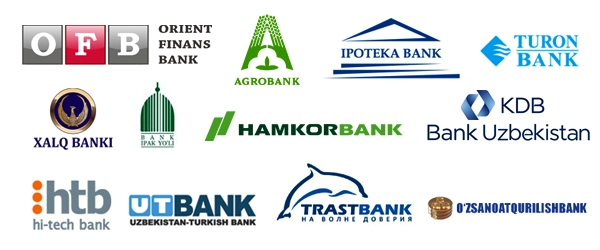 OFB
ORIENT
FINANS
BANK
AGROBANK
IPOTEKA BANK
TURON
BANK
XALQ BANKI
BANK
IPAK YO'LI
HAMKORBANK
KDB
Bank Uzbekistan
htb
hi-tech bank
UTBANK
UZBEKISTAN-TURKISH BANK
TRASTBANK
НА ВОЛНЕ ДОВЕРИЯ
O'ZSANOATQURILISHBANK